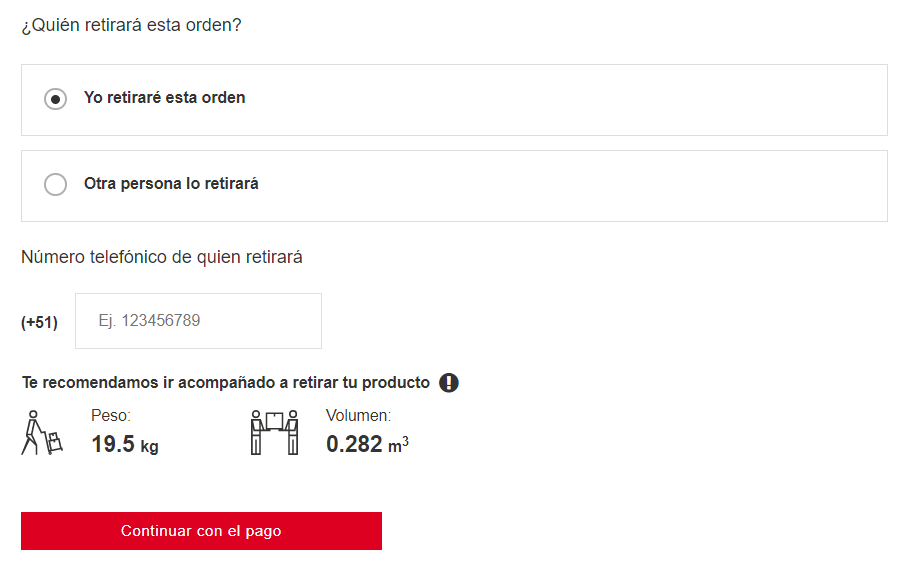 ¿Quién retirará esta orden?
Yo retiraré esta orden
Otra persona lo retirará
Número telefónico de quien retirará
(+51) Ej. 123456789
Te recomendamos ir acompañado a retirar tu producto !
Peso: Volumen:
19.5 kg 0.282 m³
Continuar con el pago